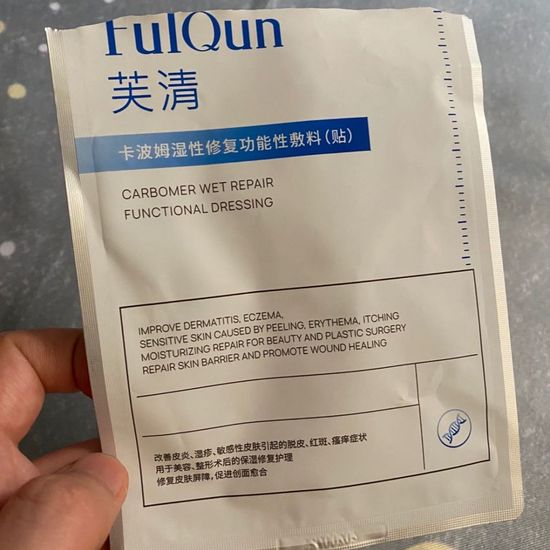 FulQun
芙清
卡波姆湿性修复功能性敷料(贴)
CARBOMER WET REPAIR
FUNCTIONAL DRESSING
IMPROVE DERMATITIS, ECZEMA,
SENSITIVE SKIN CAUSED BY PEELING, ERYTHEMA, ITCHING
MOISTURIZING REPAIR FOR BEAUTY AND PLASTIC SURGERY
REPAIR SKIN BARRIER AND PROMOTE WOUND HEALING
改善皮炎、湿疹、敏感性皮肤引起的脱皮、红斑、瘙痒症状
用于美容、整形术后的保湿修复护理
修复皮肤屏障,促进创面愈合